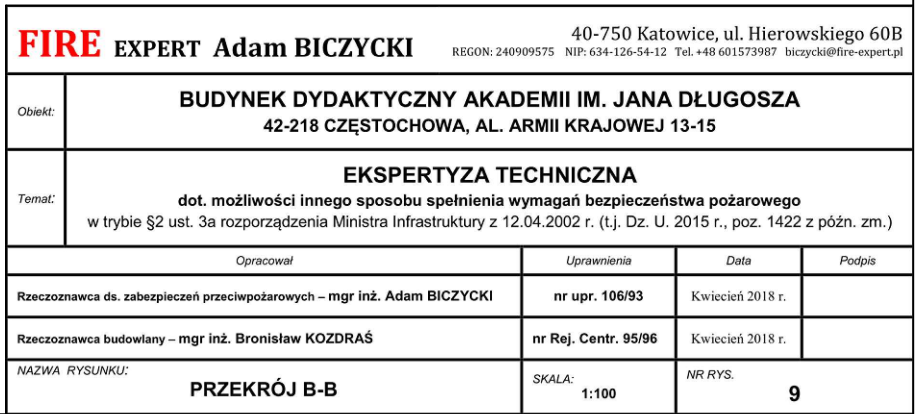 FIRE EXPERT Adam BICZYCKI
40-750 Katowice, ul. Hierowskiego 60B
REGON: 240909575 NIP: 634-126-54-12 Tel. +48 601573987 biczycki@fire-expert.pl
Obiekt:
BUDYNEK DYDAKTYCZNY AKADEMII IM. JANA DŁUGOSZA
42-218 CZĘSTOCHOWA, AL. ARMII KRAJOWEJ 13-15
Temat:
EKSPERTYZA TECHNICZNA
dot. możliwości innego sposobu spełnienia wymagań bezpieczeństwa pożarowego
w trybie §2 ust. 3a rozporządzenia Ministra Infrastruktury z 12.04.2002 r. (t.j. Dz. U. 2015 r., poz. 1422 z późn. zm.)
Opracował Uprawnienia Data Podpis
Rzeczoznawca ds. zabezpieczeń przeciwpożarowych – mgr inż. Adam BICZYCKI nr upr. 106/93 Kwiecień 2018 r.
Rzeczoznawca budowlany – mgr inż. Bronisław KOZDRAŚ nr Rej. Centr. 95/96 Kwiecień 2018 r.
NAZWA RYSUNKU:
PRZEKRÓJ B-B
SKALA:
1:100
NR RYS.
9